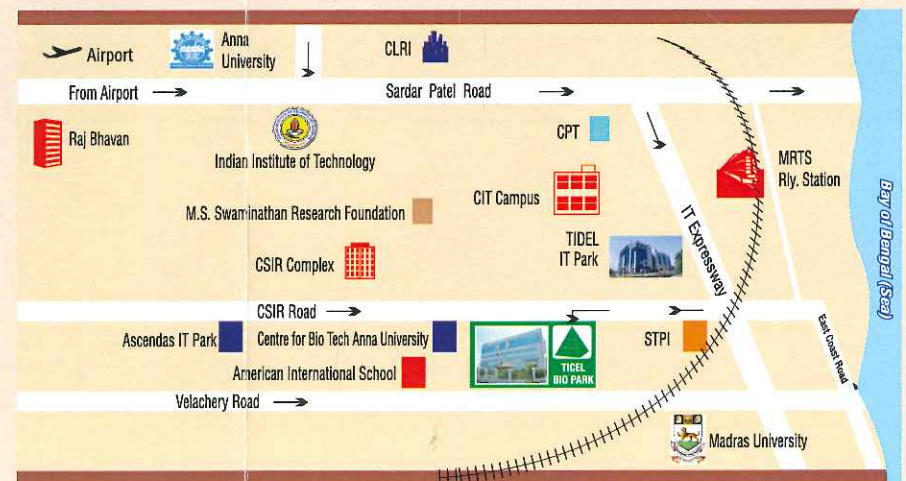 Airport
Anna
University
CLRI
From Airport
Sardar Patel Road
Raj Bhavan
Indian Institute of Technology
CPT
MRTS
Rly. Station
M.S. Swaminathan Research Foundation
CIT Campus
IT Expressway
Bay of Bengal (Sea)
CSIR Complex
TIDEL
IT Park
CSIR Road
Ascendas IT Park
Centre for Bio Tech Anna University
TICEL
BIO PARK
STPI
East Coast Road
American International School
Velachery Road
Madras University